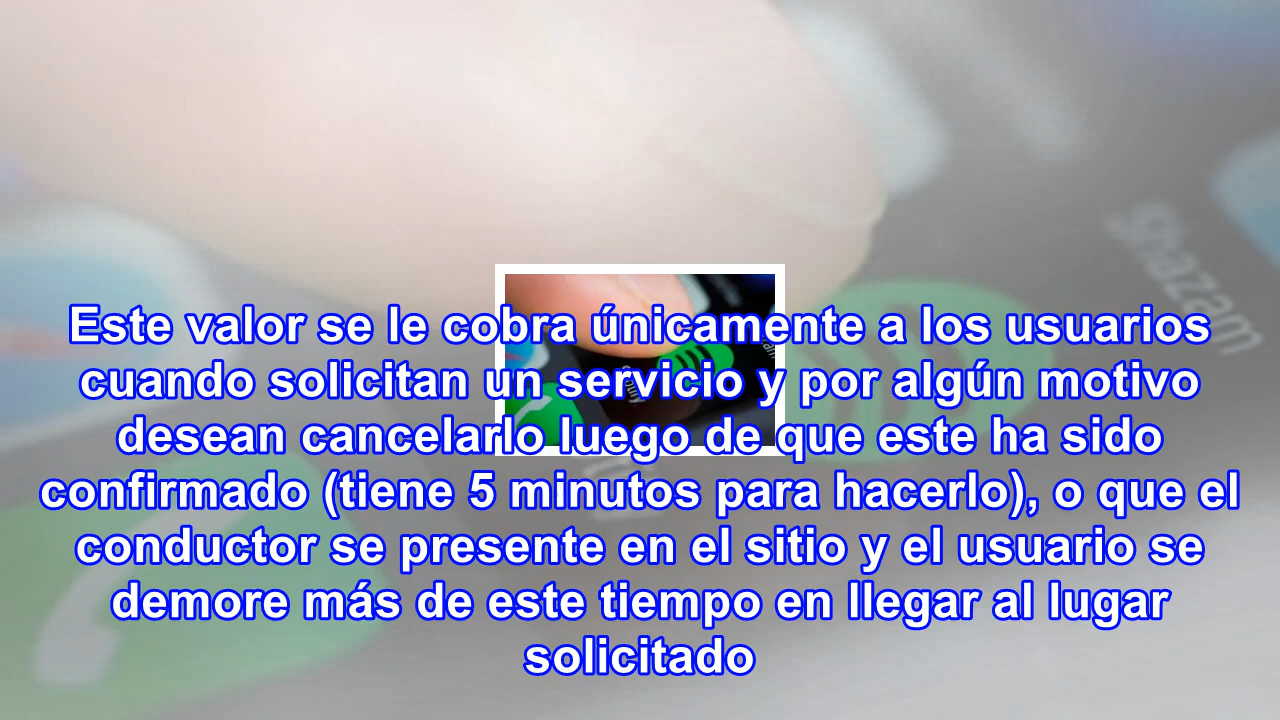 Este valor se le cobra únicamente a los usuarios
cuando solicitan un servicio y por algún motivo
desean cancelarlo luego de que este ha sido
confirmado (tiene 5 minutos para hacerlo), o que el
conductor se presente en el sitio y el usuario se
demore más de este tiempo en llegar al lugar
solicitado
shazam